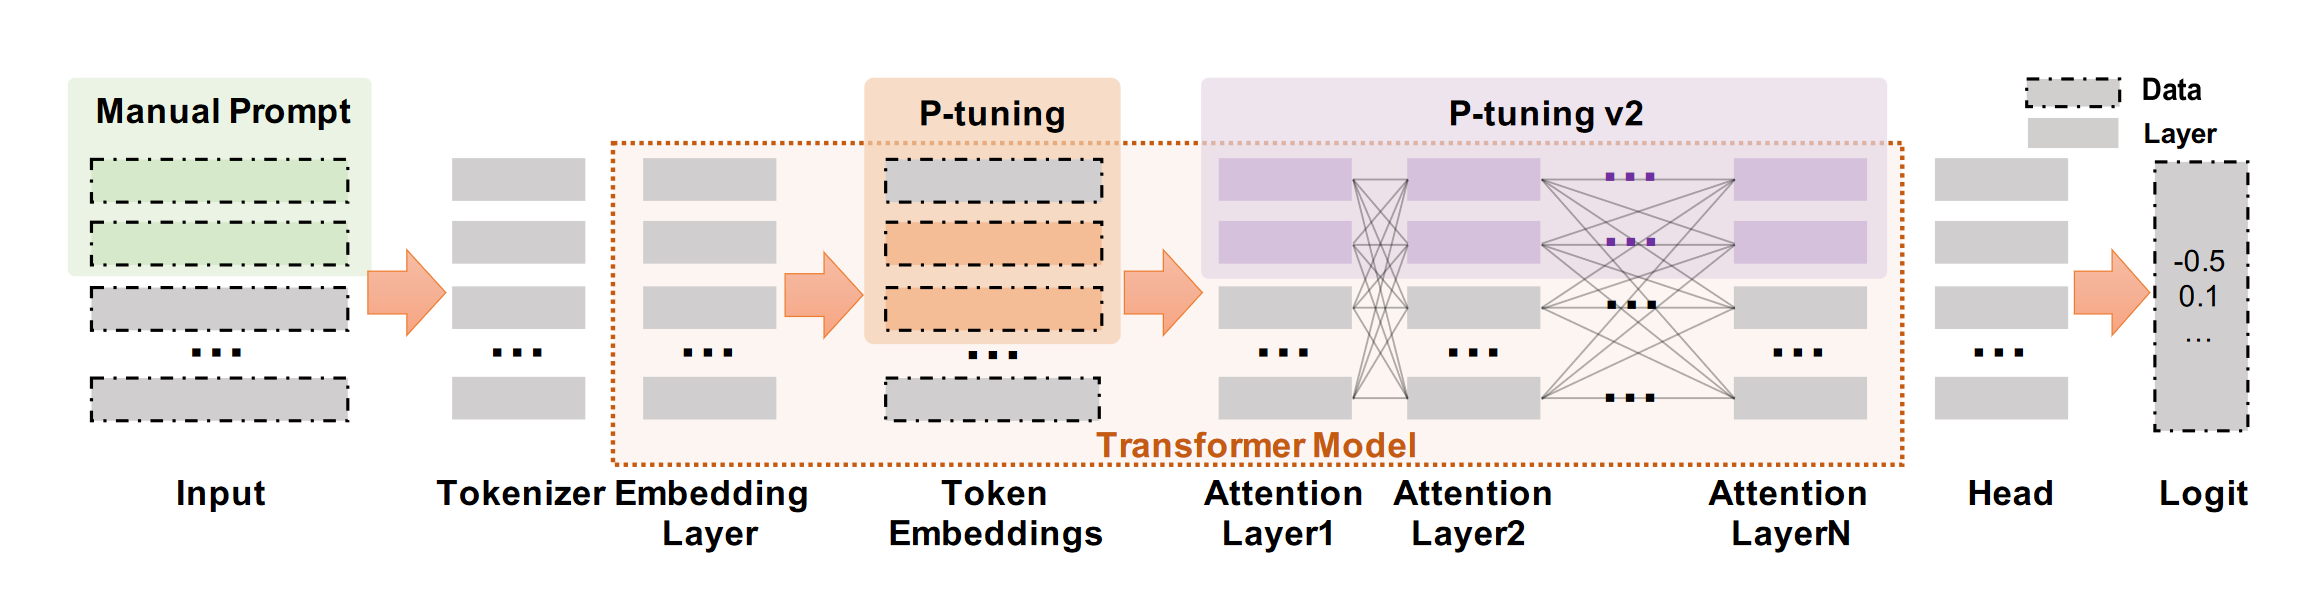 Manual Prompt
P-tuning
P-tuning v2
Data
Layer
-0.5
0.1
...
Transformer Model
Input
Tokenizer
Embedding
Layer
Token
Embeddings
Attention
Layer1
Attention
Layer2
Attention
LayerN
Head
Logit